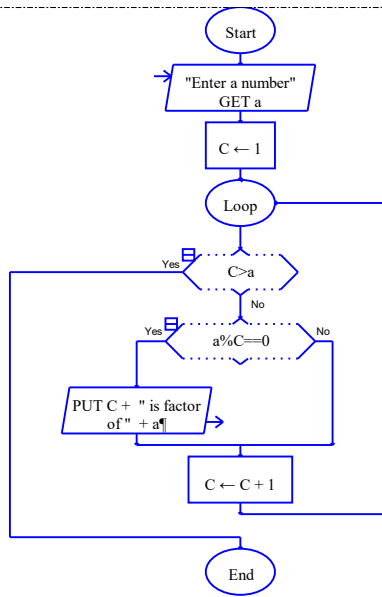 Start
"Enter a number"
GET a
C ← 1
Loop
Yes
C>a
No
Yes
a%C==0
No
PUT C + " is factor
of " + a¶
C ← C + 1
End